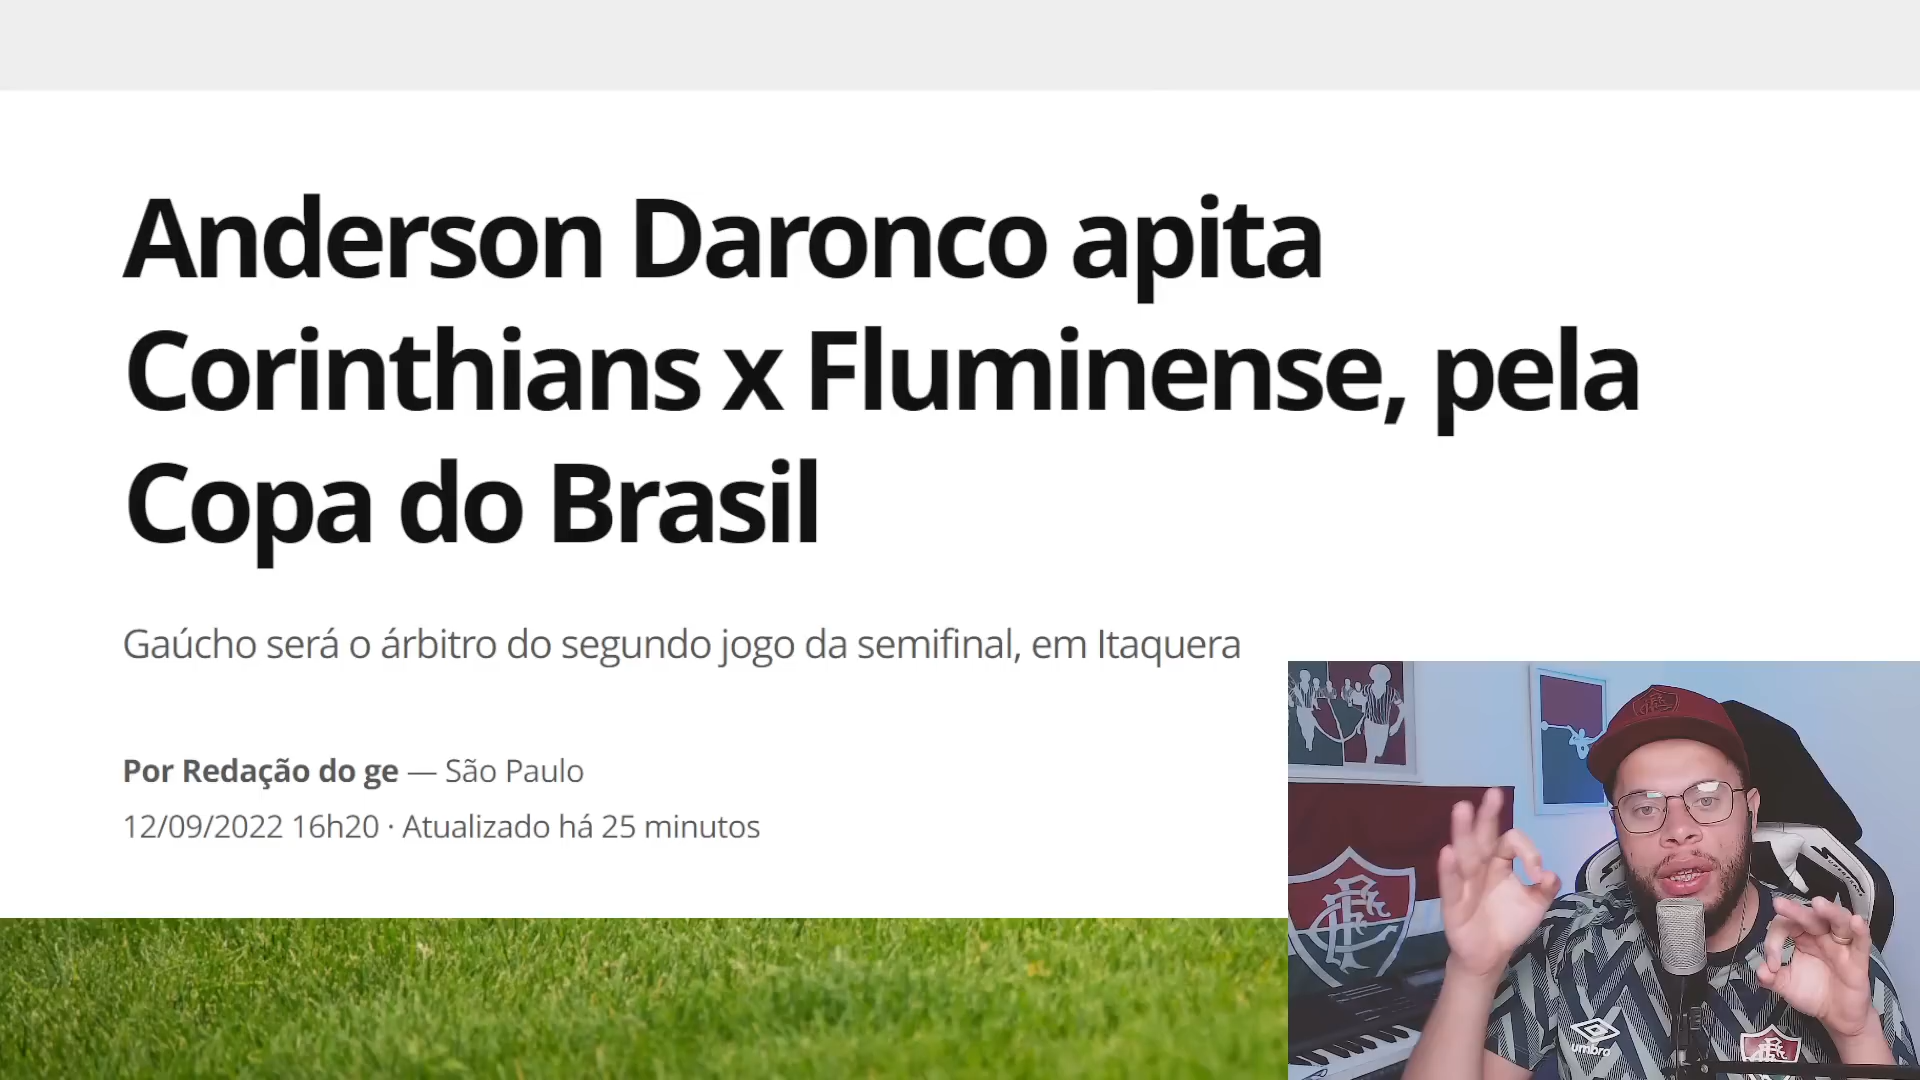 Anderson Daronco apita
Corinthians x Fluminense, pela
Copa do Brasil
Gaúcho será o árbitro do segundo jogo da semifinal, em Itaquera
Por Redação do ge — São Paulo
12/09/2022 16h20 · Atualizado há 25 minutos
umbro